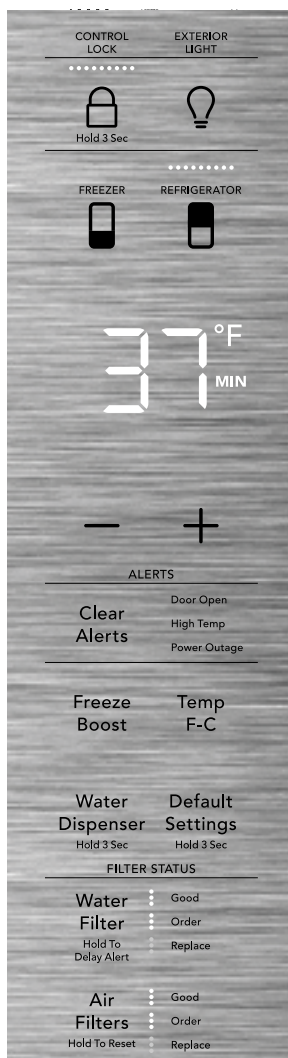 CONTROL EXTERIOR
LOCK LIGHT
Hold 3 Sec
FREEZER REFRIGERATOR
37 °F
MIN
− +
ALERTS
Clear
Alerts
Door Open
High Temp
Power Outage
Freeze Temp
Boost F-C
Water Default
Dispenser Settings
Hold 3 Sec Hold 3 Sec
FILTER STATUS
Water
Filter
Hold To
Delay Alert
Good
Order
Replace
Air
Filters
Hold To Reset
Good
Order
Replace